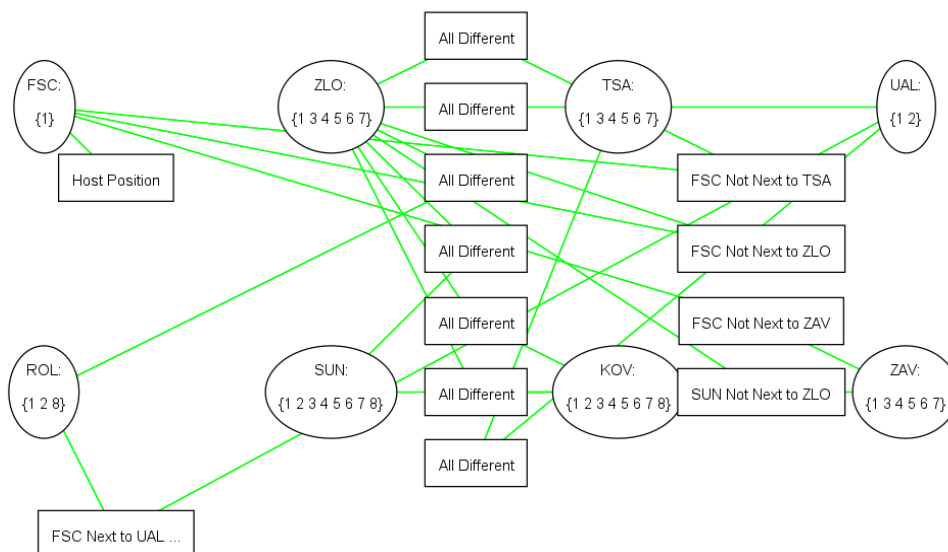 All Different
FSC:
{1}
ZLO:
{1 3 4 5 6 7}
TSA:
{1 3 4 5 6 7}
UAL:
{1 2}
All Different
Host Position
All Different
FSC Not Next to TSA
All Different
FSC Not Next to ZLO
All Different
FSC Not Next to ZAV
ROL:
{1 2 8}
SUN:
{1 2 3 4 5 6 7 8}
KOV:
{1 2 3 4 5 6 7 8}
ZAV:
{1 3 4 5 6 7}
All Different
SUN Not Next to ZLO
All Different
FSC Next to UAL ...